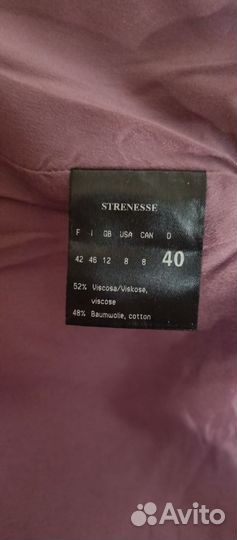 STRENESSE
F I GB USA CAN D
42 46 12 8 8 40
52% Viscosa/Viskose,
viscose
48% Baumwolle, cotton
Avito